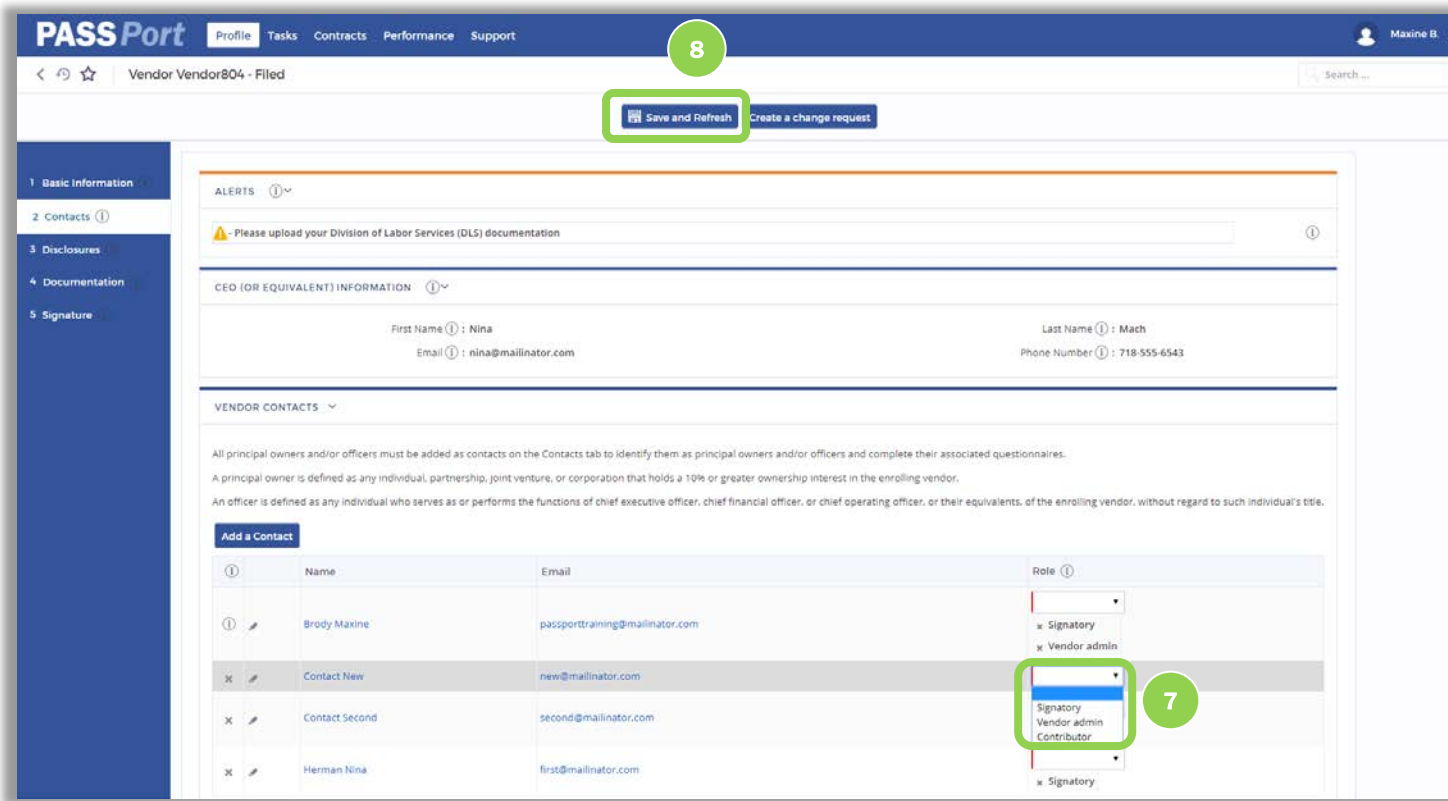 PASSPort Profile Tasks Contracts Performance Support Maxine B.
8
Vendor Vendor804 - Filed Search ...
Save and Refresh Create a change request
1 Basic Information
2 Contacts
3 Disclosures
4 Documentation
5 Signature
ALERTS
- Please upload your Division of Labor Services (DLS) documentation
CEO (OR EQUIVALENT) INFORMATION
First Name : Nina Last Name : Mach
Email : nina@mailinator.com Phone Number : 718-555-6543
VENDOR CONTACTS
All principal owners and/or officers must be added as contacts on the Contacts tab to identify them as principal owners and/or officers and complete their associated questionnaires.
A principal owner is defined as any individual, partnership, joint venture, or corporation that holds a 10% or greater ownership interest in the enrolling vendor.
An officer is defined as any individual who serves as or performs the functions of chief executive officer, chief financial officer, or chief operating officer, or their equivalents, of the enrolling vendor, without regard to such individual's title.
Add a Contact
Name Email Role
Brody Maxine passporttraining@mailinator.com
x Signatory
x Vendor admin
Contact New new@mailinator.com
7
Signatory
Contact Second second@mailinator.com Vendor admin
Contributor
Herman Nina first@mailinator.com
x Signatory